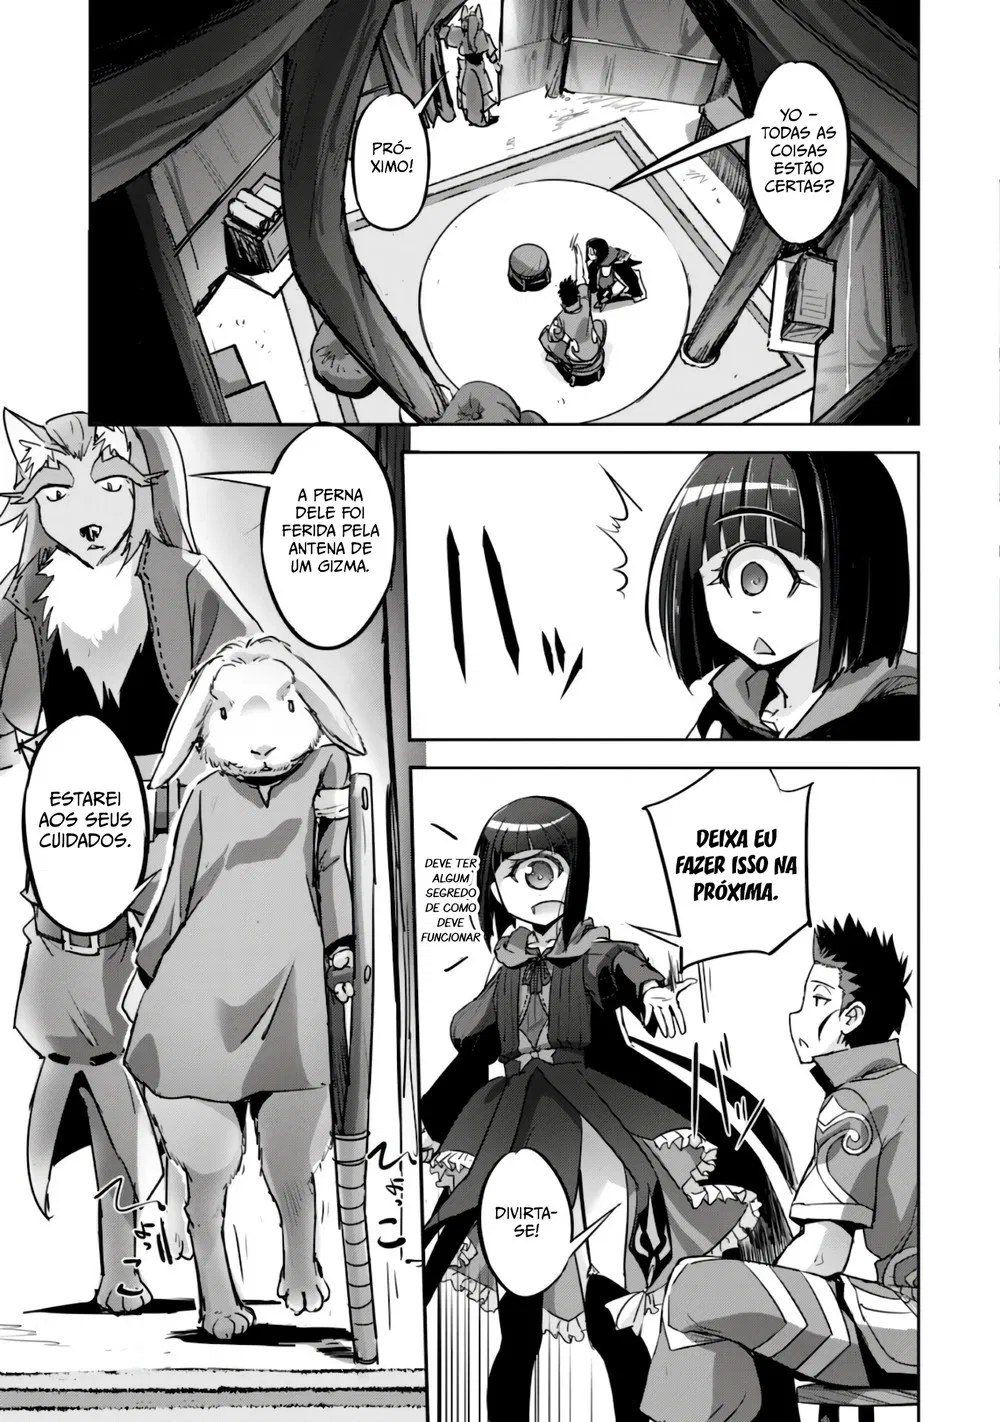 YO -
TODAS AS
COISAS
ESTÃO
CERTAS?
PRÓ-
XIMO!
A PERNA
DELE FOI
FERIDA PELA
ANTENA DE
UM GIZMA.
ESTAREI
AOS SEUS
CUIDADOS.
DEIXA EU
FAZER ISSO NA
PRÓXIMA.
DEVE TER
ALGUM
SEGREDO
DE COMO
DEVE
FUNCIONAR
DIVIRTA-
SE!